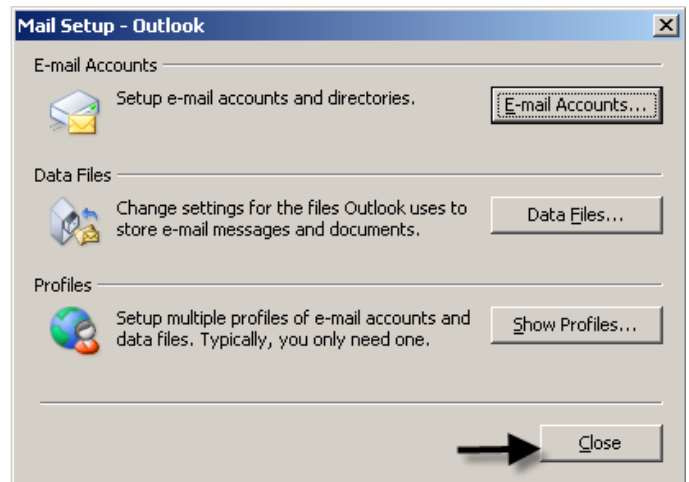 Mail Setup - Outlook
E-mail Accounts
Setup e-mail accounts and directories.
E-mail Accounts...
Data Files
Change settings for the files Outlook uses to
store e-mail messages and documents.
Data Files...
Profiles
Setup multiple profiles of e-mail accounts and
data files. Typically, you only need one.
Show Profiles...
Close